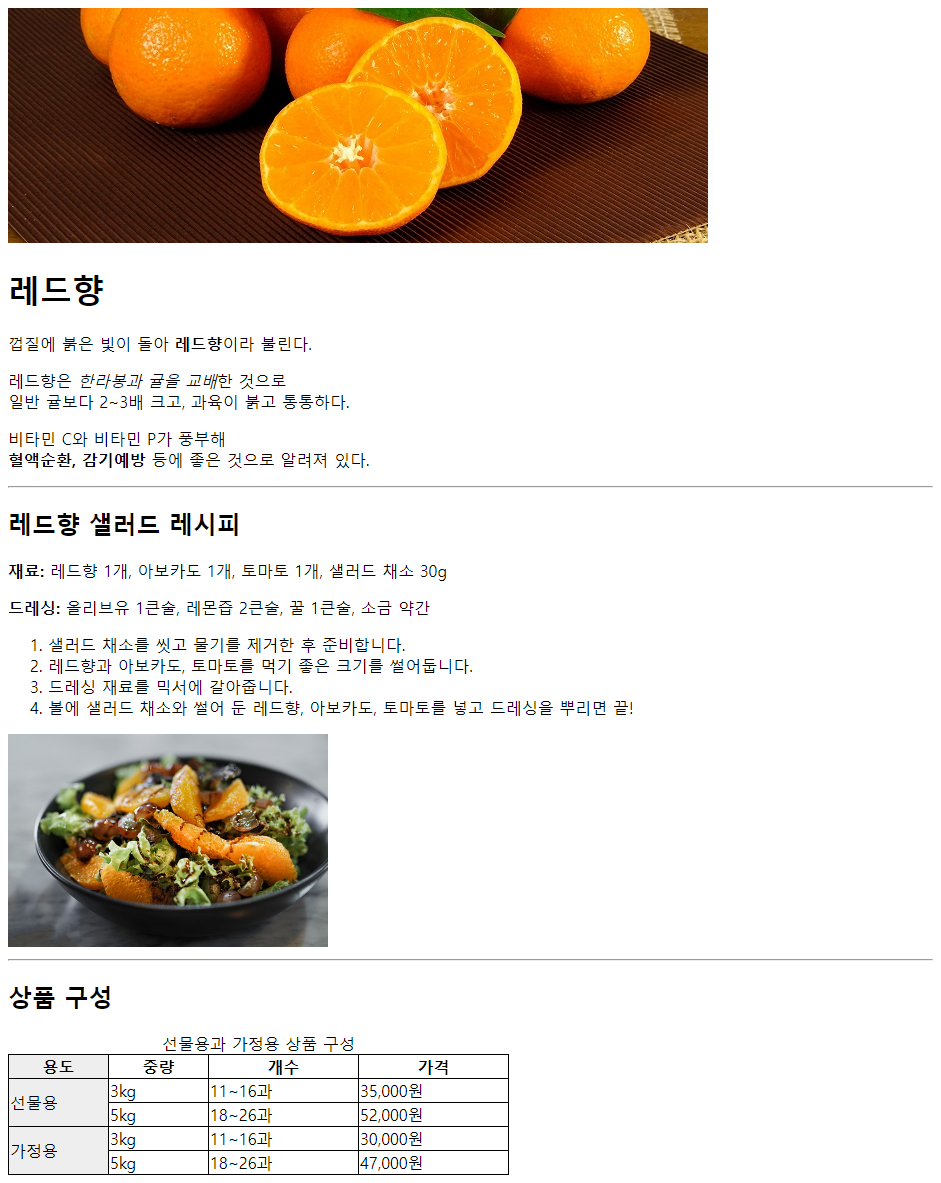 레드향
껍질에 붉은 빛이 돌아 레드향이라 불린다.
레드향은 한라봉과 귤을 교배한 것으로
일반 귤보다 2~3배 크고, 과육이 붉고 통통하다.
비타민 C와 비타민 P가 풍부해
혈액순환, 감기예방 등에 좋은 것으로 알려져 있다.
레드향 샐러드 레시피
재료: 레드향 1개, 아보카도 1개, 토마토 1개, 샐러드 채소 30g
드레싱: 올리브유 1큰술, 레몬즙 2큰술, 꿀 1큰술, 소금 약간
1. 샐러드 채소를 씻고 물기를 제거한 후 준비합니다.
2. 레드향과 아보카도, 토마토를 먹기 좋은 크기를 썰어둡니다.
3. 드레싱 재료를 믹서에 갈아줍니다.
4. 볼에 샐러드 채소와 썰어 둔 레드향, 아보카도, 토마토를 넣고 드레싱을 뿌리면 끝!
상품 구성
선물용과 가정용 상품 구성
용도 중량 개수 가격
선물용 3kg 11~16과 35,000원
5kg 18~26과 52,000원
가정용 3kg 11~16과 30,000원
5kg 18~26과 47,000원